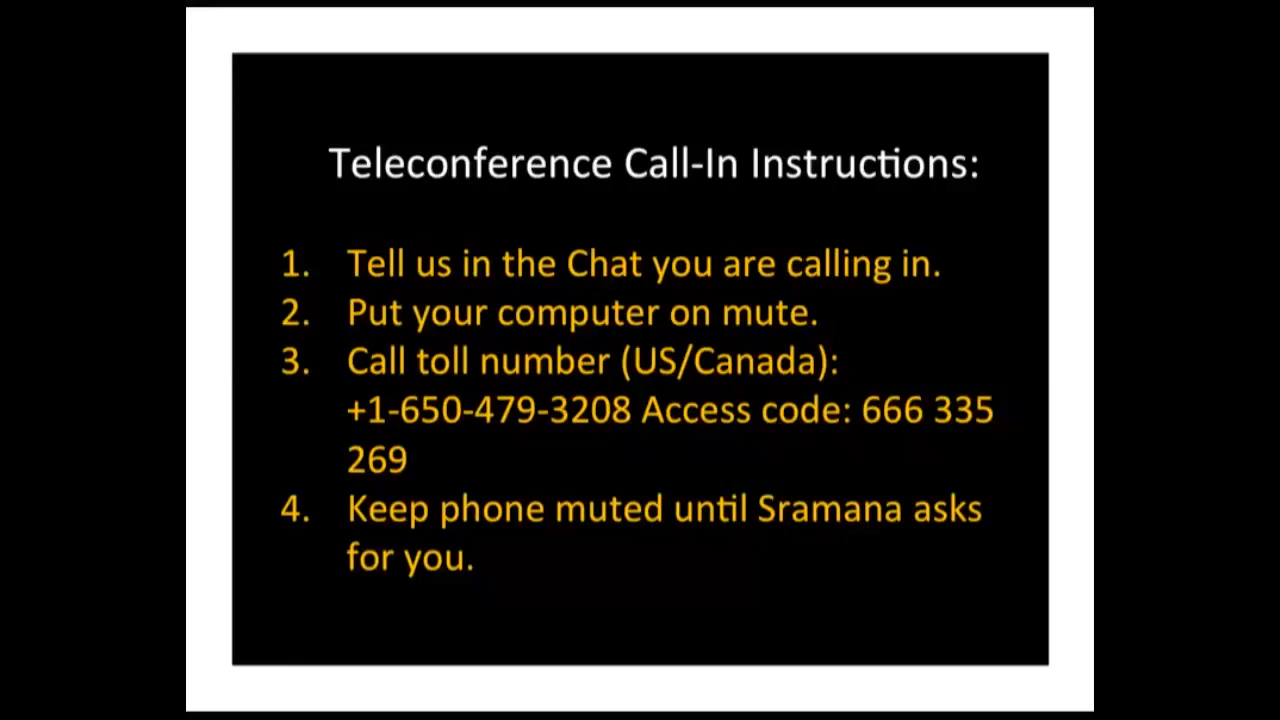 Teleconference Call-In Instructions:
1. Tell us in the Chat you are calling in.
2. Put your computer on mute.
3. Call toll number (US/Canada):
+1-650-479-3208 Access code: 666 335
269
4. Keep phone muted until Sramana asks
for you.